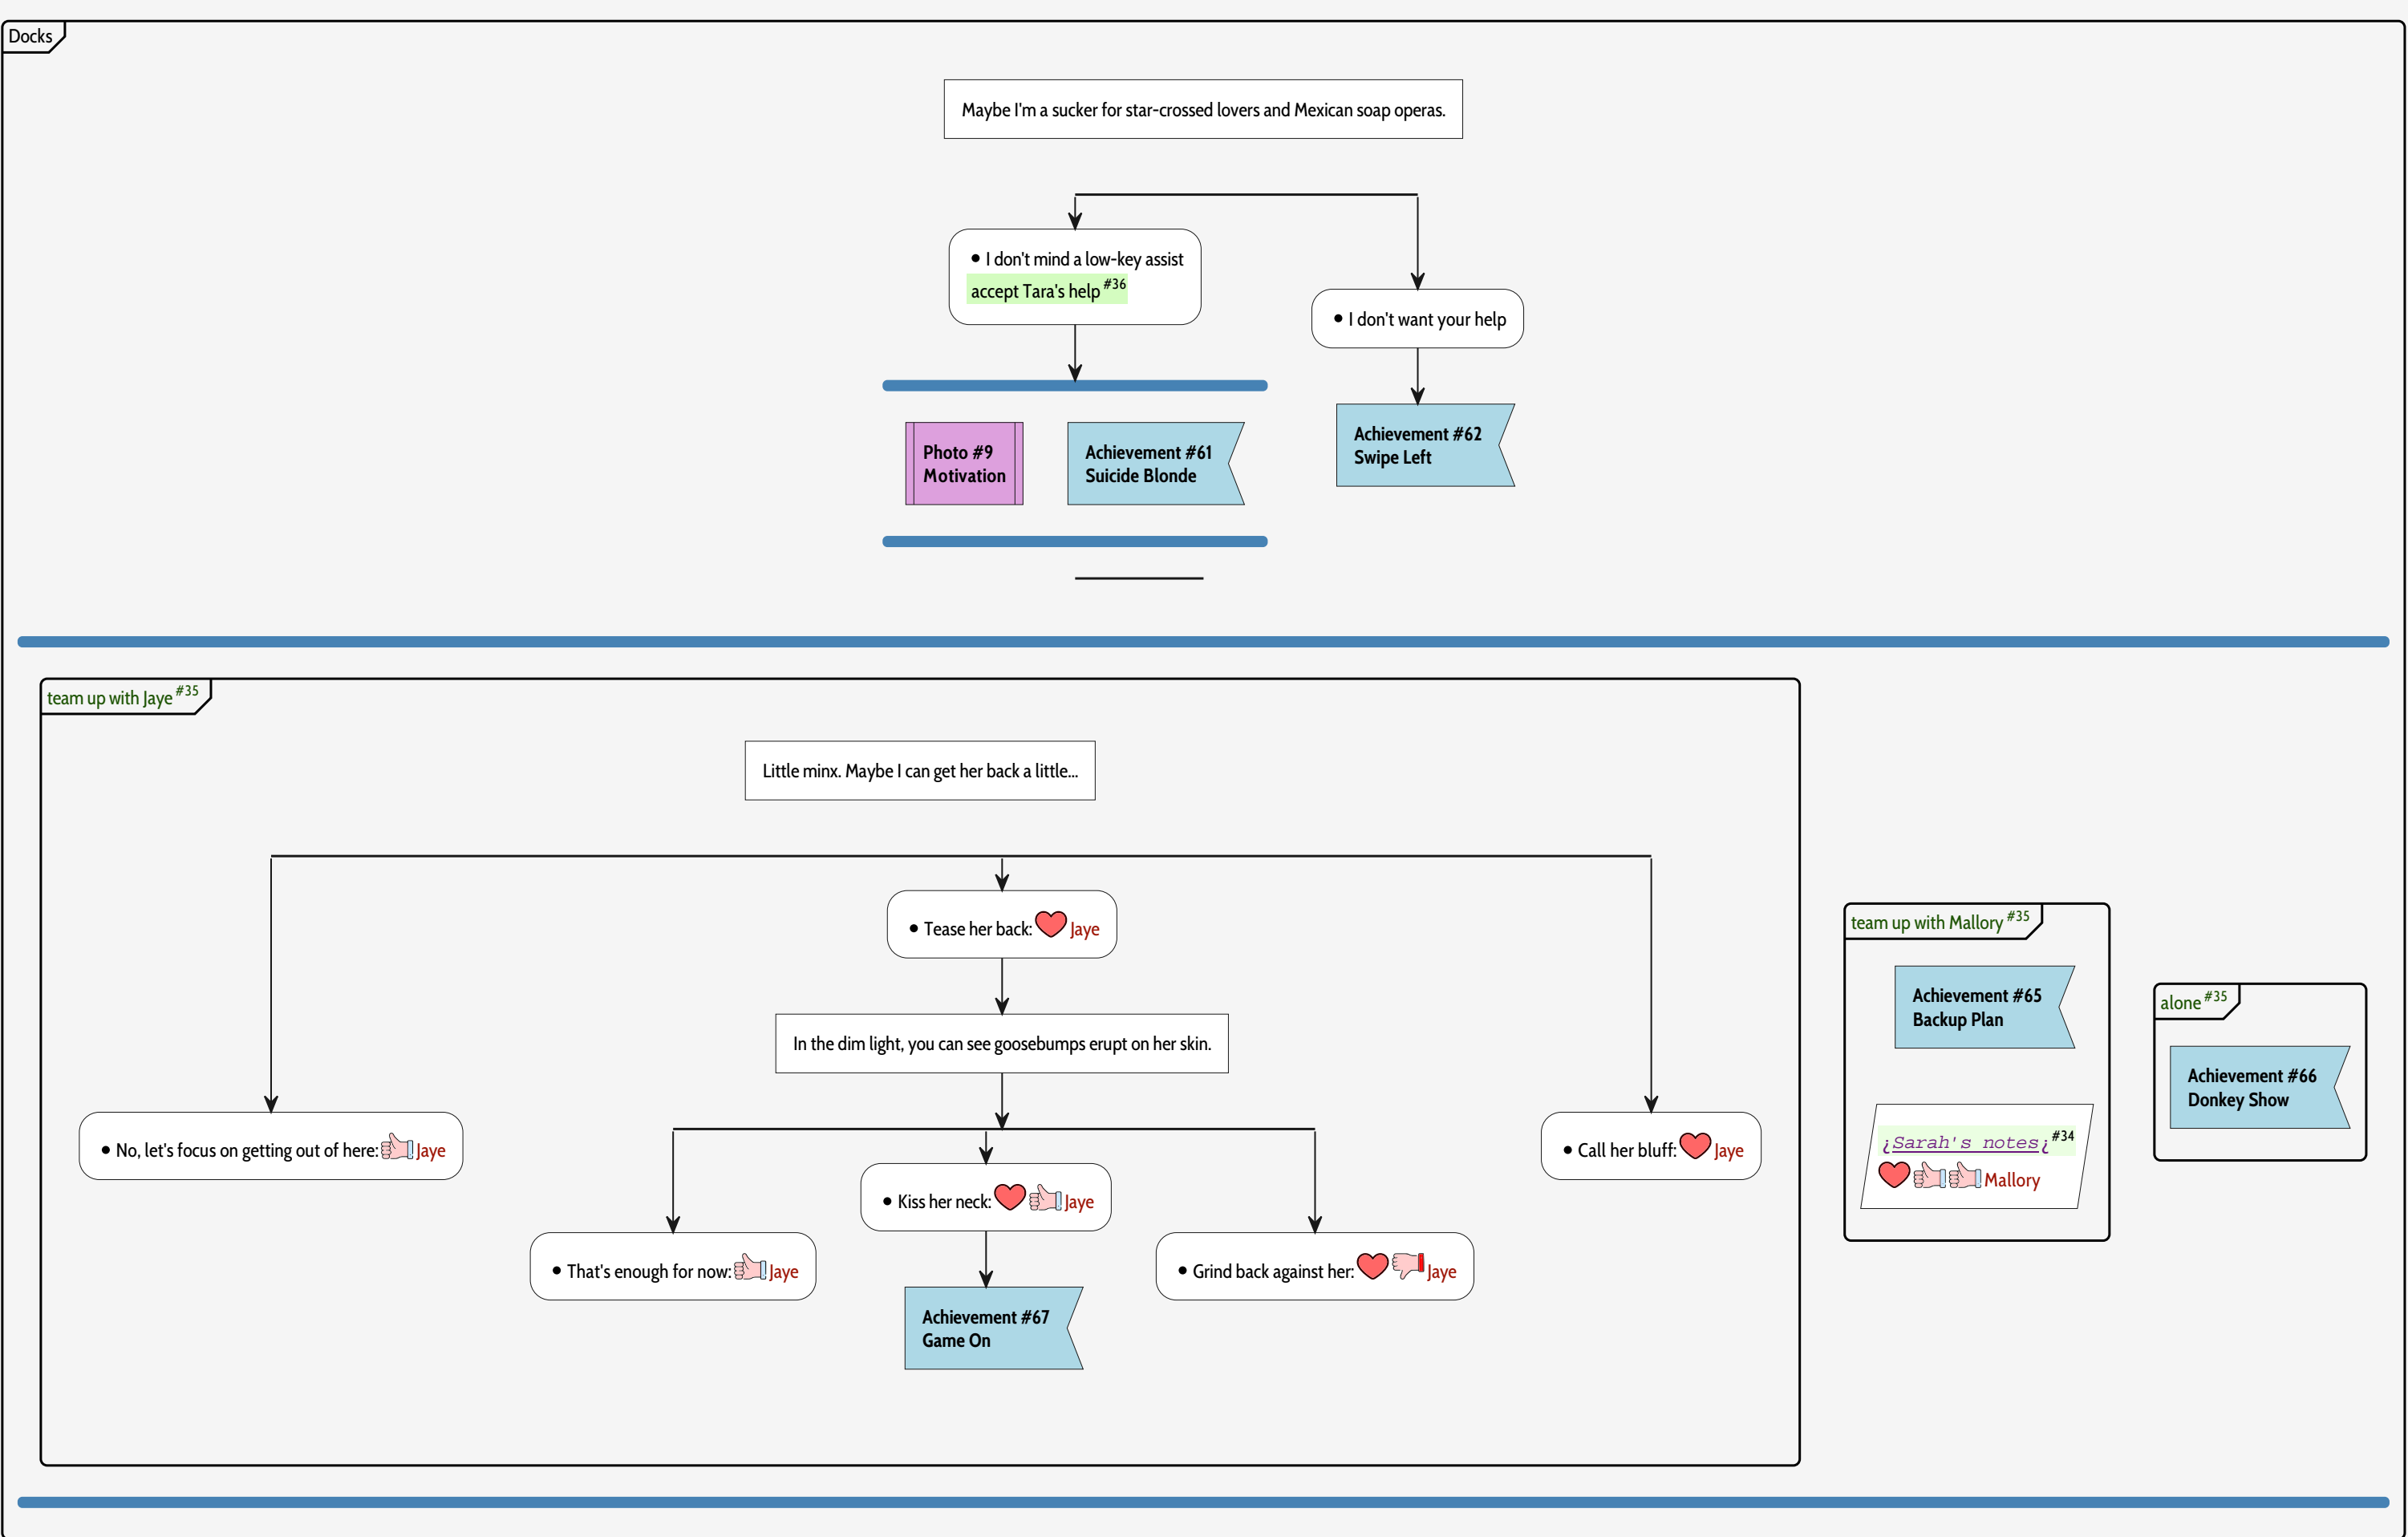 Docks
Maybe I'm a sucker for star-crossed lovers and Mexican soap operas.
• I don't mind a low-key assist
accept Tara's help #36
• I don't want your help
Photo #9
Motivation
Achievement #61
Suicide Blonde
Achievement #62
Swipe Left
team up with Jaye #35
Little minx. Maybe I can get her back a little...
• Tease her back: Jaye
In the dim light, you can see goosebumps erupt on her skin.
• No, let's focus on getting out of here: Jaye
• Call her bluff: Jaye
• That's enough for now: Jaye
• Kiss her neck: Jaye
• Grind back against her: Jaye
Achievement #67
Game On
team up with Mallory #35
Achievement #65
Backup Plan
¿Sarah's notes¿ #34
Mallory
alone #35
Achievement #66
Donkey Show